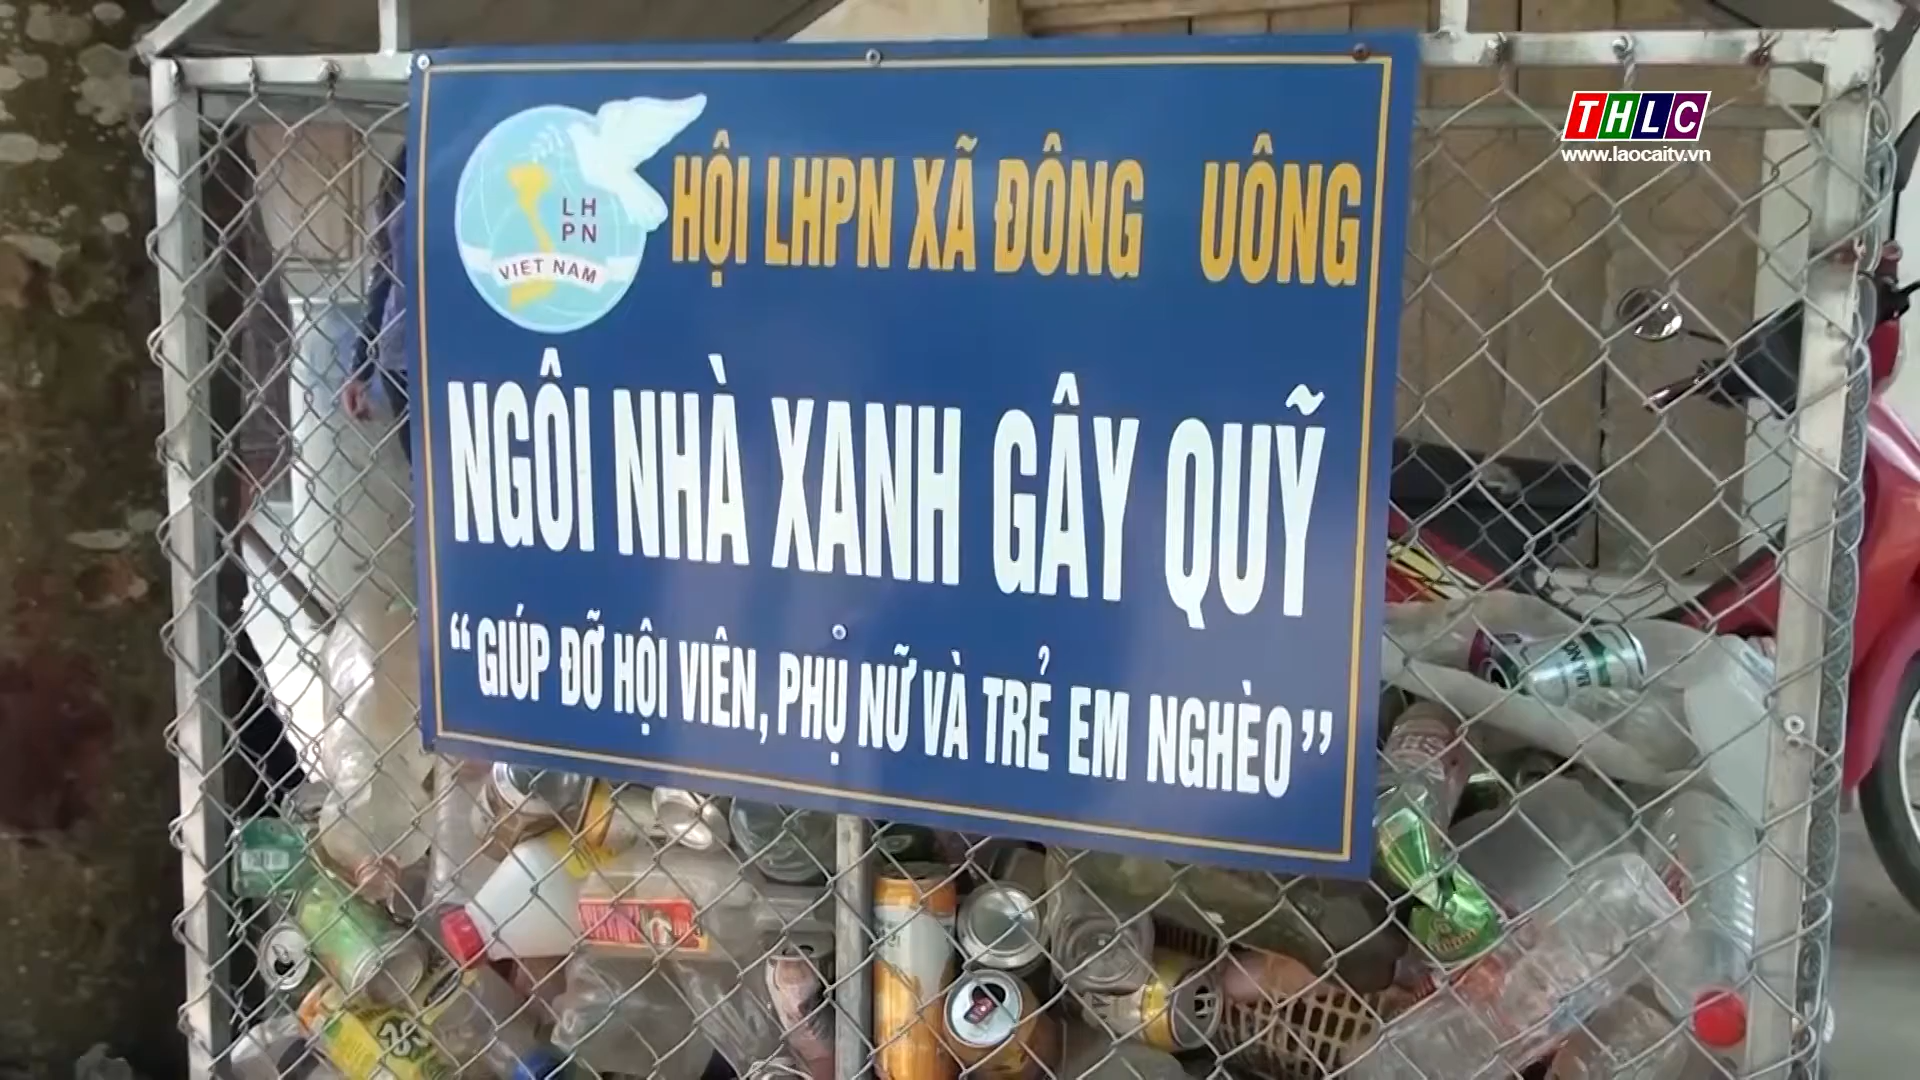 THLC
www.laocaitv.vn
LH
PN
VIET NAM
HỘI LHPN XÃ ĐÔNG UÔNG
NGÔI NHÀ XANH GÂY QUỸ
“GIÚP ĐỠ HỘI VIÊN, PHỤ NỮ VÀ TRẺ EM NGHÈO”